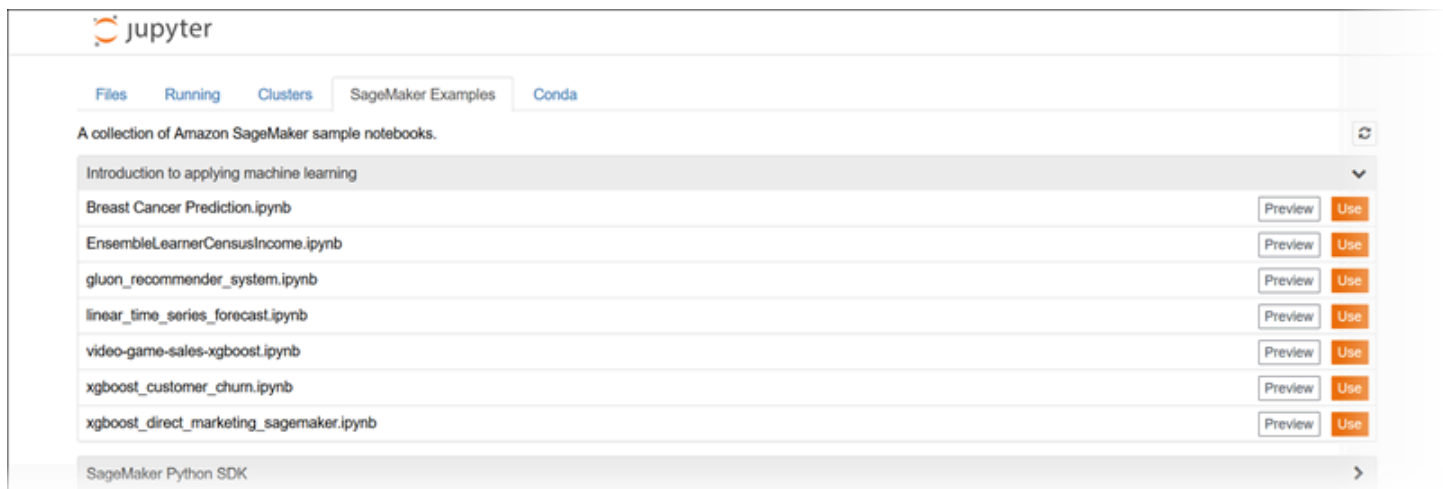 jupyter
Files Running Clusters SageMaker Examples Conda
A collection of Amazon SageMaker sample notebooks.
Introduction to applying machine learning
Breast Cancer Prediction.ipynb Preview Use
EnsembleLearnerCensusIncome.ipynb Preview Use
gluon_recommender_system.ipynb Preview Use
linear_time_series_forecast.ipynb Preview Use
video-game-sales-xgboost.ipynb Preview Use
xgboost_customer_churn.ipynb Preview Use
xgboost_direct_marketing_sagemaker.ipynb Preview Use
SageMaker Python SDK